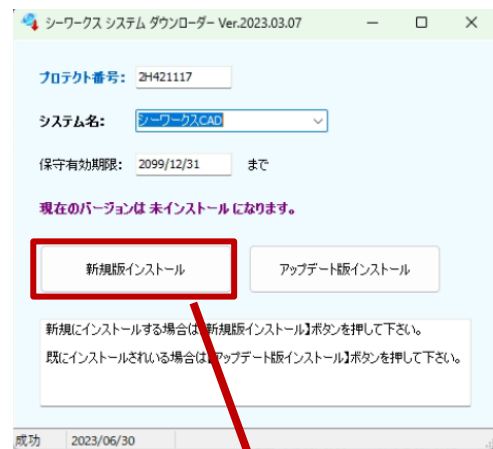 シーワークス システム ダウンローダー Ver.2023.03.07
プロテクト番号: 2H421117
システム名: シーワークスCAD
保守有効期限: 2099/12/31 まで
現在のバージョンは 未インストール になります。
新規版インストール アップデート版インストール
新規にインストールする場合は【新規版インストール】ボタンを押して下さい。
既にインストールされいる場合は【アップデート版インストール】ボタンを押して下さい。
成功 2023/06/30